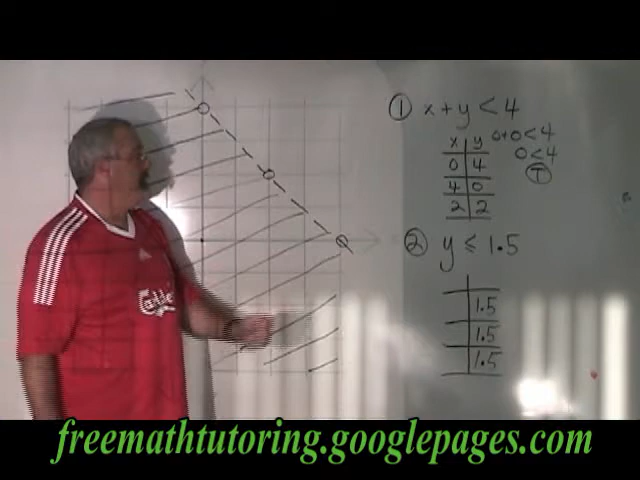 ① x + y < 4
x y 0+0<4
0 4 0<4
4 0 Ⓣ
2 2
② y ≤ 1.5
1.5
1.5
1.5
Carlsberg
freemathtutoring.googlepages.com